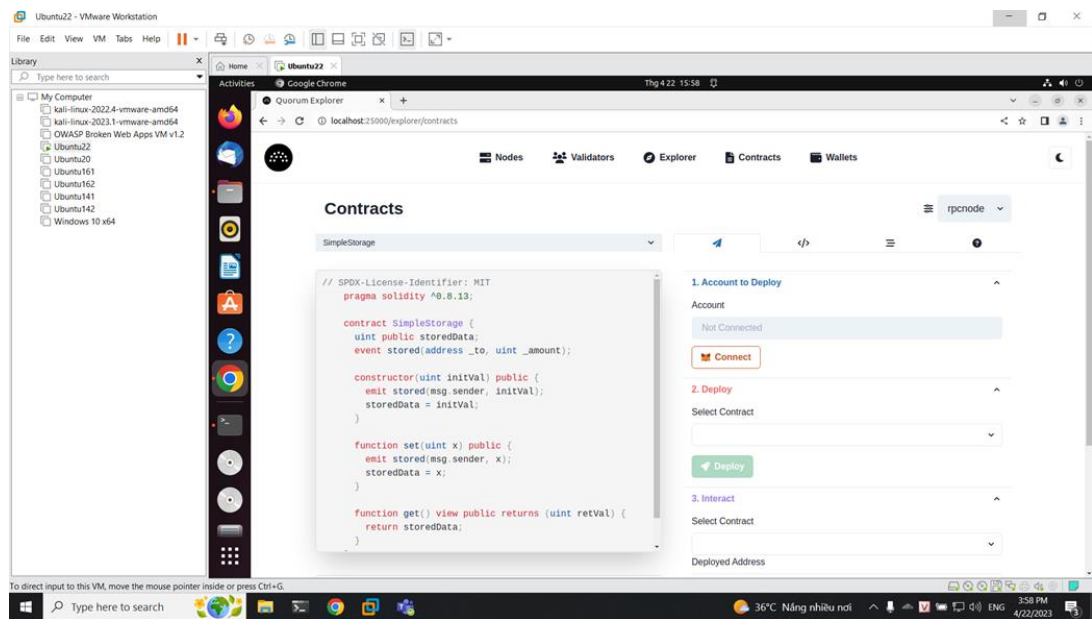 Ubuntu22 - VMware Workstation
File Edit View VM Tabs Help
Library
Type here to search
My Computer
kali-linux-2022.4-vmware-amd64
kali-linux-2023.1-vmware-amd64
OWASP Broken Web Apps VM v1.2
Ubuntu22
Ubuntu20
Ubuntu161
Ubuntu162
Ubuntu141
Ubuntu142
Windows 10 x64
Home
Ubuntu22
Activities
Google Chrome
Thg 4 22 15:58
Quorum Explorer
localhost:25000/explorer/contracts
Nodes
Validators
Explorer
Contracts
Wallets
Contracts
rpcnode
SimpleStorage
// SPDX-License-Identifier: MIT
pragma solidity ^0.8.13;
contract SimpleStorage {
uint public storedData;
event stored(address _to, uint _amount);
constructor(uint initVal) public {
emit stored(msg.sender, initVal);
storedData = initVal;
}
function set(uint x) public {
emit stored(msg.sender, x);
storedData = x;
}
function get() view public returns (uint retVal) {
return storedData;
}
1. Account to Deploy
Account
Not Connected
Connect
2. Deploy
Select Contract
Deploy
3. Interact
Select Contract
Deployed Address
To direct input to this VM, move the mouse pointer inside or press Ctrl+G.
Type here to search
36°C Nắng nhiều nơi
ENG
3:58 PM
4/22/2023